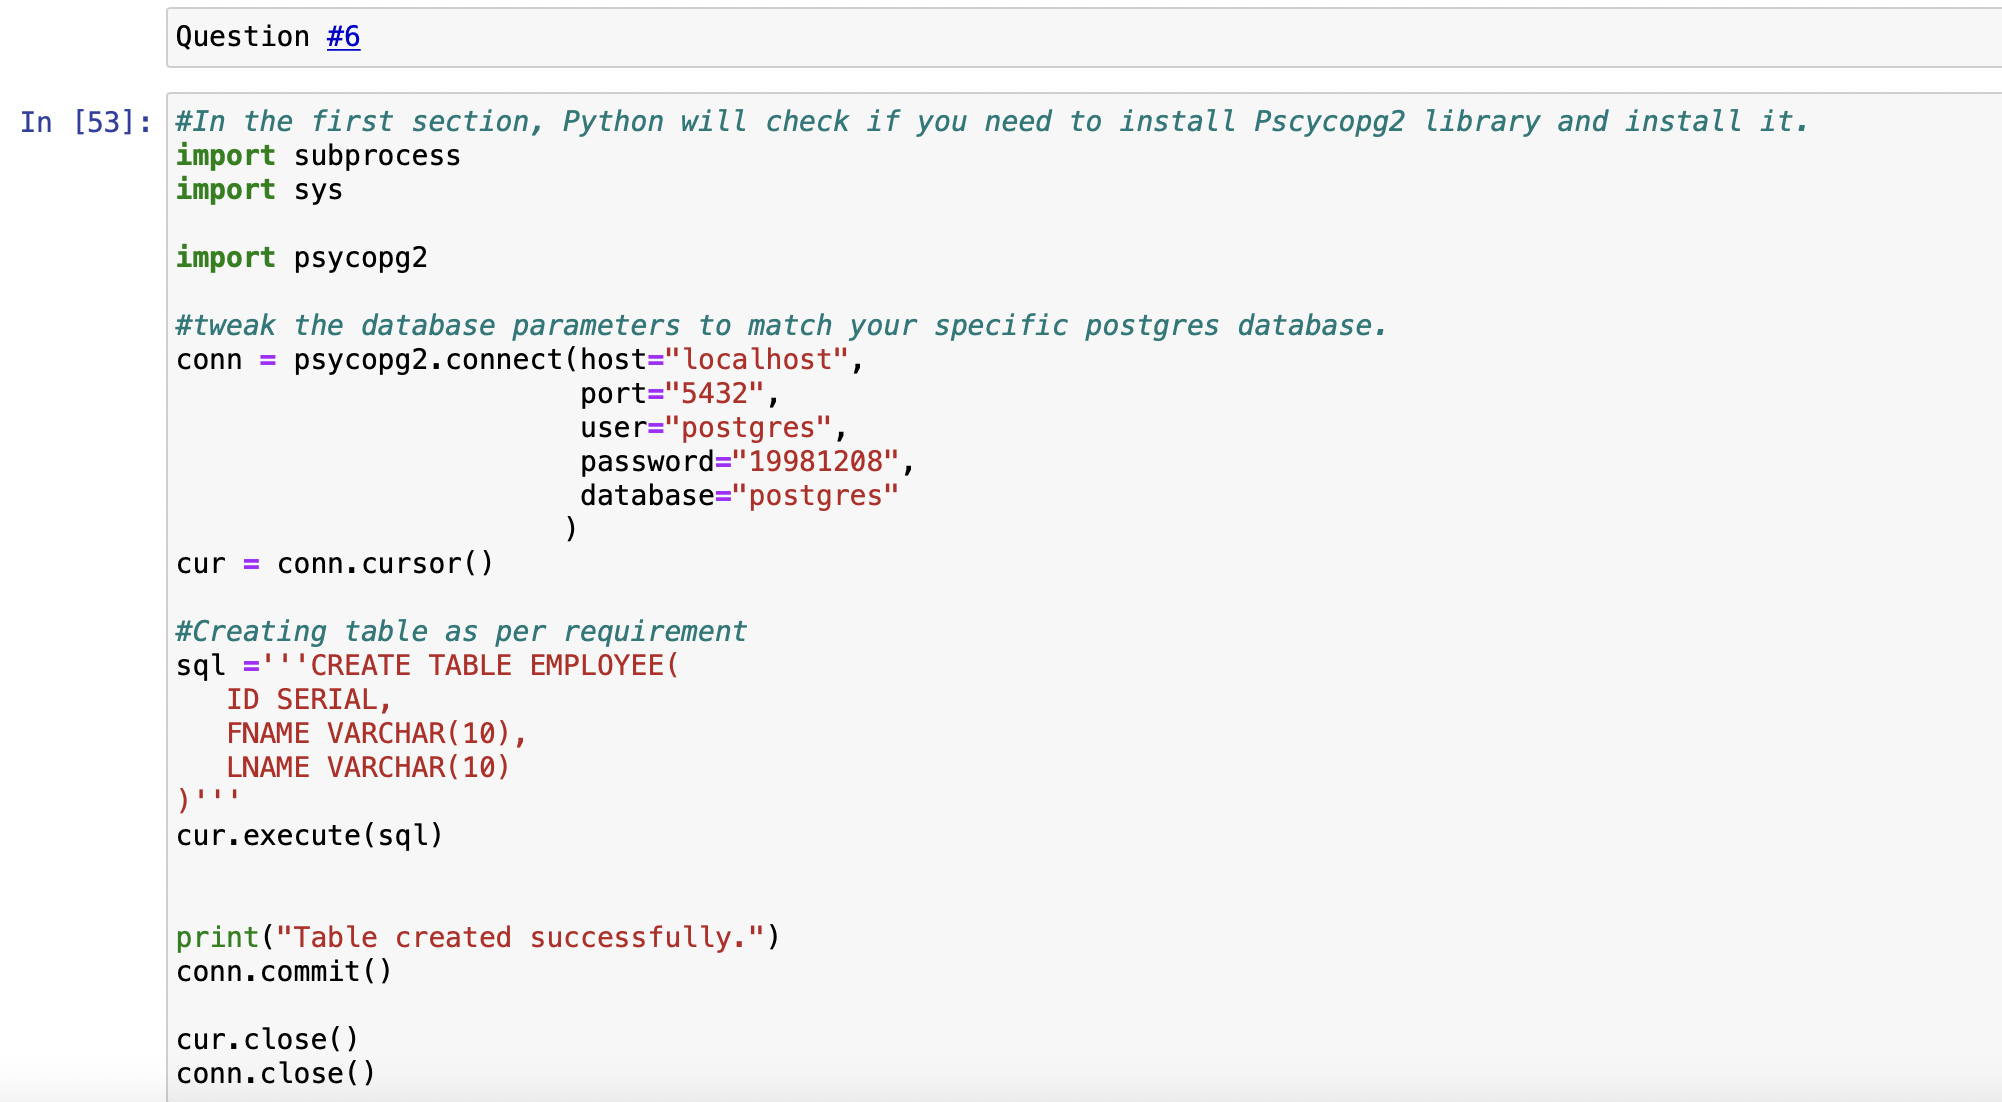 Question #6
In [53]:
#In the first section, Python will check if you need to install Pscycopg2 library and install it.
import subprocess
import sys

import psycopg2

#tweak the database parameters to match your specific postgres database.
conn = psycopg2.connect(host="localhost",
                        port="5432",
                        user="postgres",
                        password="19981208",
                        database="postgres"
                       )
cur = conn.cursor()

#Creating table as per requirement
sql ='''CREATE TABLE EMPLOYEE(
   ID SERIAL,
   FNAME VARCHAR(10),
   LNAME VARCHAR(10)
)'''
cur.execute(sql)


print("Table created successfully.")
conn.commit()

cur.close()
conn.close()